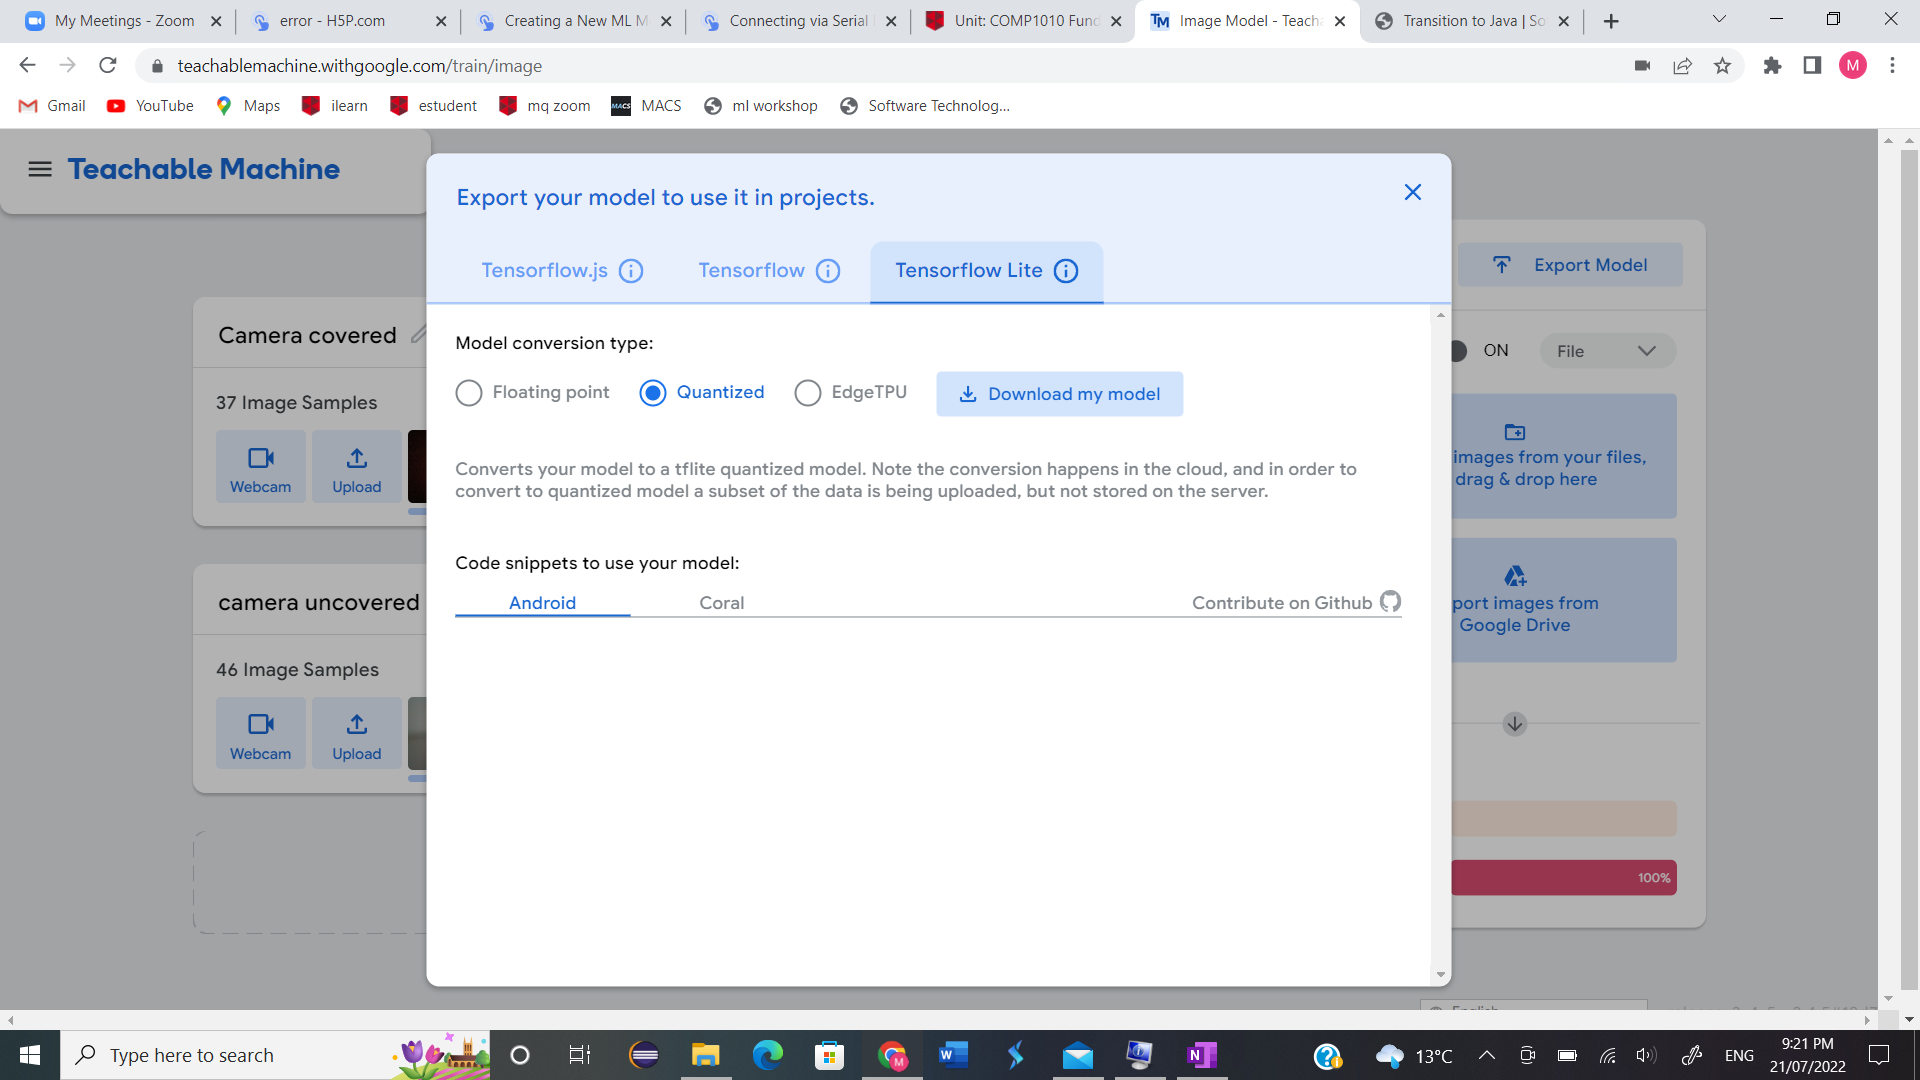 My Meetings - Zoom
error - H5P.com
Creating a New ML M
Connecting via Serial
Unit: COMP1010 Fund
TM Image Model - Teach
Transition to Java | So
teachablemachine.withgoogle.com/train/image
M
Gmail
YouTube
Maps
ilearn
estudent
mq zoom
MACS MACS
ml workshop
Software Technolog...
Teachable Machine
Export your model to use it in projects.
Tensorflow.js
Tensorflow
Tensorflow Lite
Export Model
Camera covered
Model conversion type:
ON
File
Floating point
Quantized
EdgeTPU
Download my model
37 Image Samples
Webcam
Upload
images from your files,
drag & drop here
Converts your model to a tflite quantized model. Note the conversion happens in the cloud, and in order to
convert to quantized model a subset of the data is being uploaded, but not stored on the server.
Code snippets to use your model:
Android
Coral
Contribute on Github
camera uncovered
port images from
Google Drive
46 Image Samples
Webcam
Upload
100%
English
Type here to search
13°C
ENG
9:21 PM
21/07/2022